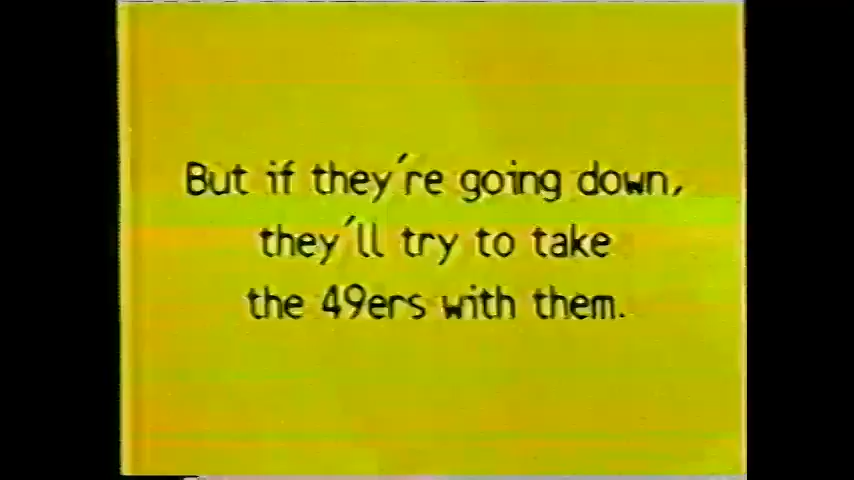 But if they're going down,
they'll try to take
the 49ers with them.